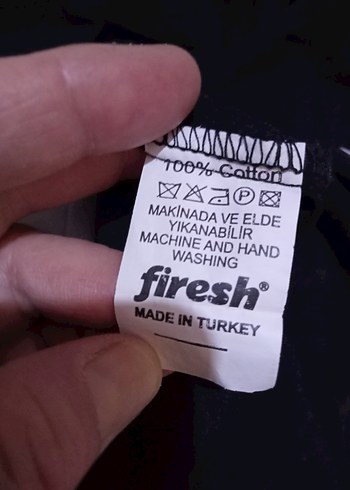 100% Cotton
P
MAKİNADA VE ELDE
YIKANABİLİR
MACHINE AND HAND
WASHING
firesh®
MADE IN TURKEY